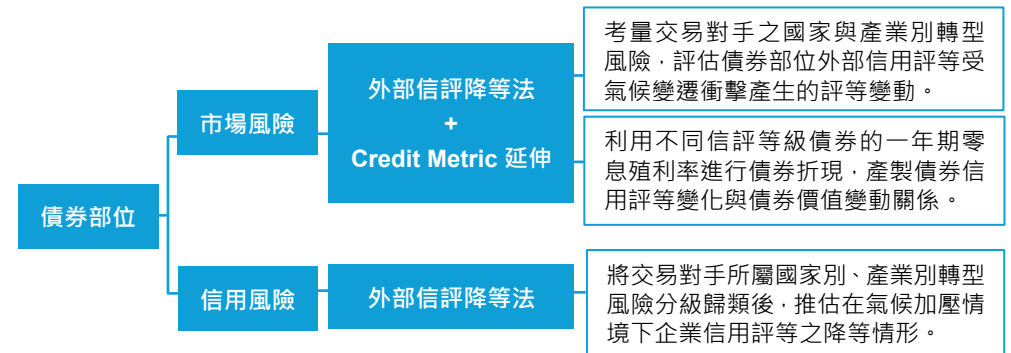 債券部位
市場風險
外部信評降等法
+
Credit Metric 延伸
考量交易對手之國家與產業別轉型
風險，評估債券部位外部信用評等受
氣候變遷衝擊產生的評等變動。
利用不同信評等級債券的一年期零
息殖利率進行債券折現，產製債券信
用評等變化與債券價值變動關係。
信用風險
外部信評降等法
將交易對手所屬國家別、產業別轉型
風險分級歸類後，推估在氣候加壓情
境下企業信用評等之降等情形。